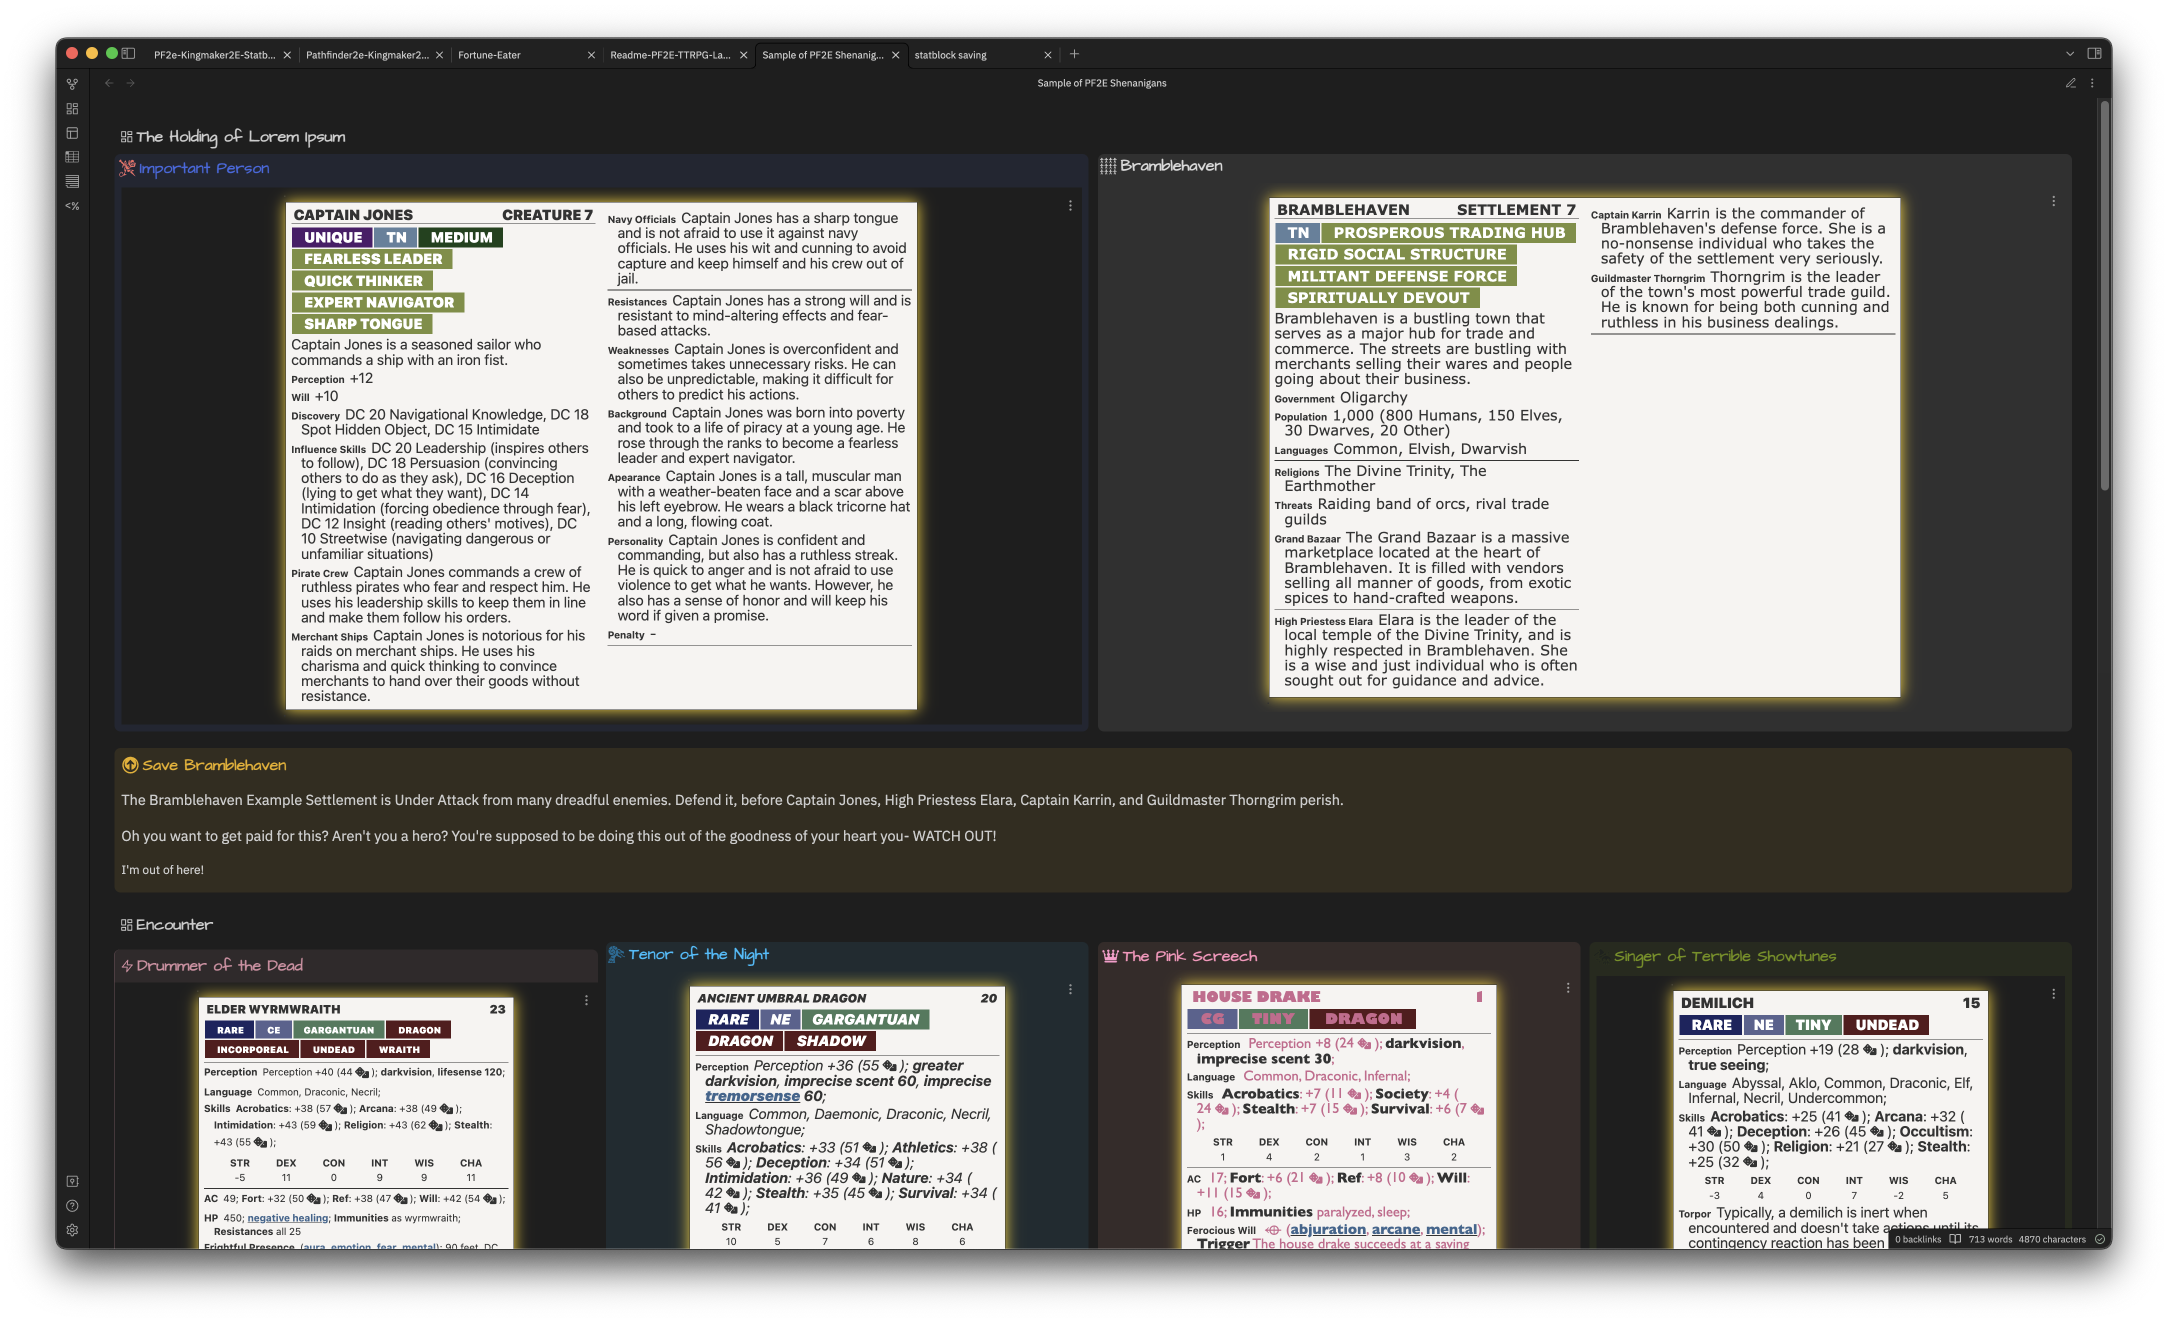 PF2e-Kingmaker2E-Statb...
Pathfinder2e-Kingmaker2...
Fortune-Eater
Readme-PF2E-TTRPG-La...
Sample of PF2E Shenanig...
statblock saving
Sample of PF2E Shenanigans
<%
The Holding of Lorem Ipsum
Important Person
CAPTAIN JONES CREATURE 7
UNIQUE TN MEDIUM
FEARLESS LEADER
QUICK THINKER
EXPERT NAVIGATOR
SHARP TONGUE
Captain Jones is a seasoned sailor who
commands a ship with an iron fist.
Perception +12
Will +10
Discovery DC 20 Navigational Knowledge, DC 18
Spot Hidden Object, DC 15 Intimidate
Influence Skills DC 20 Leadership (inspires others
to follow), DC 18 Persuasion (convincing
others to do as they ask), DC 16 Deception
(lying to get what they want), DC 14
Intimidation (forcing obedience through fear),
DC 12 Insight (reading others' motives), DC
10 Streetwise (navigating dangerous or
unfamiliar situations)
Pirate Crew Captain Jones commands a crew of
ruthless pirates who fear and respect him. He
uses his leadership skills to keep them in line
and make them follow his orders.
Merchant Ships Captain Jones is notorious for his
raids on merchant ships. He uses his
charisma and quick thinking to convince
merchants to hand over their goods without
resistance.
Navy Officials Captain Jones has a sharp tongue
and is not afraid to use it against navy
officials. He uses his wit and cunning to avoid
capture and keep himself and his crew out of
jail.
Resistances Captain Jones has a strong will and is
resistant to mind-altering effects and fear-
based attacks.
Weaknesses Captain Jones is overconfident and
sometimes takes unnecessary risks. He can
also be unpredictable, making it difficult for
others to predict his actions.
Background Captain Jones was born into poverty
and took to a life of piracy at a young age. He
rose through the ranks to become a fearless
leader and expert navigator.
Apearance Captain Jones is a tall, muscular man
with a weather-beaten face and a scar above
his left eyebrow. He wears a black tricorne hat
and a long, flowing coat.
Personality Captain Jones is confident and
commanding, but also has a ruthless streak.
He is quick to anger and is not afraid to use
violence to get what he wants. However, he
also has a sense of honor and will keep his
word if given a promise.
Penalty –
Bramblehaven
BRAMBLEHAVEN SETTLEMENT 7
TN PROSPEROUS TRADING HUB
RIGID SOCIAL STRUCTURE
MILITANT DEFENSE FORCE
SPIRITUALLY DEVOUT
Bramblehaven is a bustling town that
serves as a major hub for trade and
commerce. The streets are bustling with
merchants selling their wares and people
going about their business.
Government Oligarchy
Population 1,000 (800 Humans, 150 Elves,
30 Dwarves, 20 Other)
Languages Common, Elvish, Dwarvish
Religions The Divine Trinity, The
Earthmother
Threats Raiding band of orcs, rival trade
guilds
Grand Bazaar The Grand Bazaar is a massive
marketplace located at the heart of
Bramblehaven. It is filled with vendors
selling all manner of goods, from exotic
spices to hand-crafted weapons.
High Priestess Elara Elara is the leader of the
local temple of the Divine Trinity, and is
highly respected in Bramblehaven. She
is a wise and just individual who is often
sought out for guidance and advice.
Captain Karrin Karrin is the commander of
Bramblehaven's defense force. She is a
no-nonsense individual who takes the
safety of the settlement very seriously.
Guildmaster Thorngrim Thorngrim is the leader
of the town's most powerful trade guild.
He is known for being both cunning and
ruthless in his business dealings.
Save Bramblehaven
The Bramblehaven Example Settlement is Under Attack from many dreadful enemies. Defend it, before Captain Jones, High Priestess Elara, Captain Karrin, and Guildmaster Thorngrim perish.
Oh you want to get paid for this? Aren't you a hero? You're supposed to be doing this out of the goodness of your heart you- WATCH OUT!
I'm out of here!
Encounter
Drummer of the Dead
ELDER WYRMWRAITH 23
RARE CE GARGANTUAN DRAGON
INCORPOREAL UNDEAD WRAITH
Perception Perception +40 (44 ); darkvision, lifesense 120;
Language Common, Draconic, Necril;
Skills Acrobatics: +38 (57 ); Arcana: +38 (49 );
Intimidation: +43 (59 ); Religion: +43 (62 ); Stealth:
+43 (55 );
STR DEX CON INT WIS CHA
-5 11 0 9 9 11
AC 49; Fort: +32 (50 ); Ref: +38 (47 ); Will: +42 (54 );
HP 450; negative healing; Immunities as wyrmwraith;
Resistances all 25
Frightful Presence (aura, emotion, fear, mental); 90 feet, DC
Tenor of the Night
ANCIENT UMBRAL DRAGON 20
RARE NE GARGANTUAN
DRAGON SHADOW
Perception Perception +36 (55 ); greater
darkvision, imprecise scent 60, imprecise
tremorsense 60;
Language Common, Daemonic, Draconic, Necril,
Shadowtongue;
Skills Acrobatics: +33 (51 ); Athletics: +38 (
56 ); Deception: +34 (51 );
Intimidation: +36 (49 ); Nature: +34 (
42 ); Stealth: +35 (45 ); Survival: +34 (
41 );
STR DEX CON INT WIS CHA
10 5 7 6 8 6
The Pink Screech
HOUSE DRAKE 1
CG TINY DRAGON
Perception Perception +8 (24 ); darkvision,
imprecise scent 30;
Language Common, Draconic, Infernal;
Skills Acrobatics: +7 (11 ); Society: +4 (
24 ); Stealth: +7 (15 ); Survival: +6 (7
);
STR DEX CON INT WIS CHA
1 4 2 1 3 2
AC 17; Fort: +6 (21 ); Ref: +8 (10 ); Will:
+11 (15 );
HP 16; Immunities paralyzed, sleep;
Ferocious Will (abjuration, arcane, mental);
Trigger The house drake succeeds at a saving
Singer of Terrible Showtunes
DEMILICH 15
RARE NE TINY UNDEAD
Perception Perception +19 (28 ); darkvision,
true seeing;
Language Abyssal, Aklo, Common, Draconic, Elf,
Infernal, Necril, Undercommon;
Skills Acrobatics: +25 (41 ); Arcana: +32 (
41 ); Deception: +26 (45 ); Occultism:
+30 (50 ); Religion: +21 (27 ); Stealth:
+25 (32 );
STR DEX CON INT WIS CHA
-3 4 0 7 -2 5
Torpor Typically, a demilich is inert when
encountered and doesn't take actions until its
contingency reaction has been
0 backlinks 713 words 4870 characters